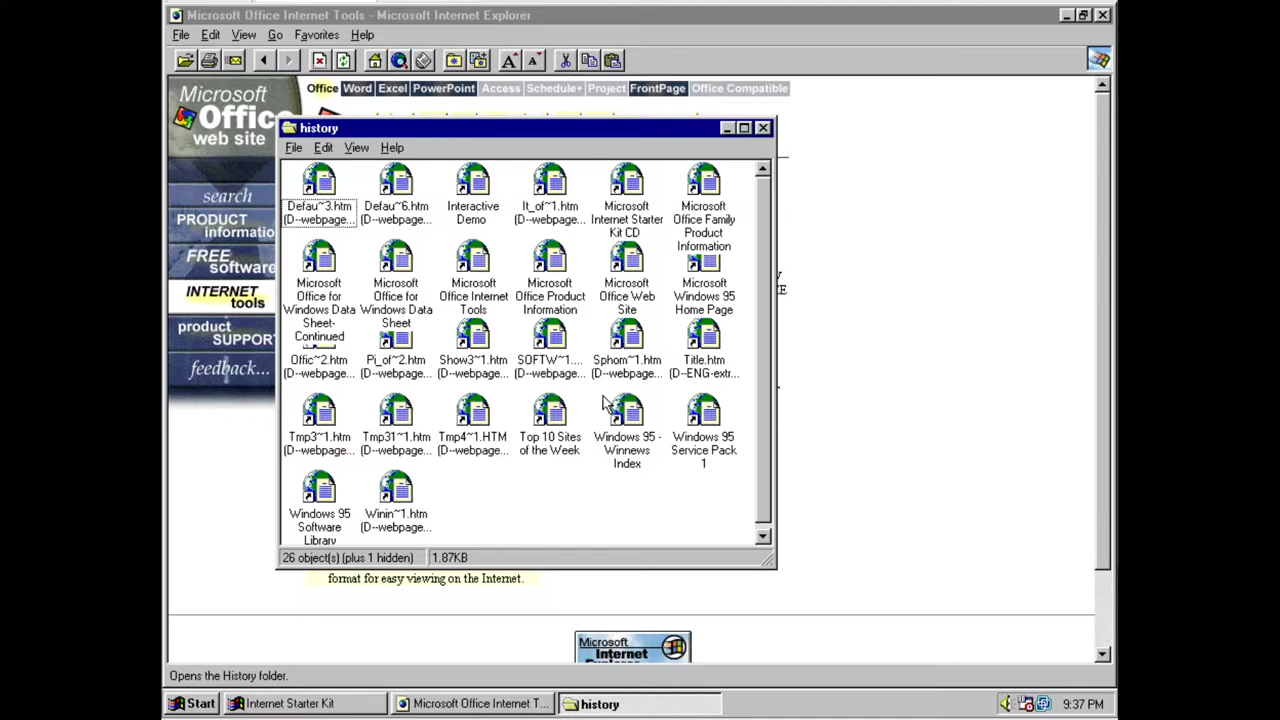 Microsoft Office Internet Tools - Microsoft Internet Explorer
File Edit View Go Favorites Help
Microsoft
Office
web site
Office Word Excel PowerPoint Access Schedule+ Project FrontPage Office Compatible
search
PRODUCT
informatio
FREE
software
INTERNET
tools
product
SUPPORT
feedback...
history
File Edit View Help
Defau~3.htm
(D--webpage...
Defau~6.htm
(D--webpage...
Interactive
Demo
It_of~1.htm
(D--webpage...
Microsoft
Internet Starter
Kit CD
Microsoft
Office Family
Product
Information
Microsoft
Office for
Windows Data
Sheet-
Continued
Microsoft
Office for
Windows Data
Sheet
Microsoft
Office Internet
Tools
Microsoft
Office Product
Information
Microsoft
Office Web
Site
Microsoft
Windows 95
Home Page
Offic~2.htm
(D--webpage...
Pi_of~2.htm
(D--webpage...
Show3~1.htm
(D--webpage...
SOFTW~1....
(D--webpage...
Sphom~1.htm
(D--webpage...
Title.htm
(D--ENG-extr...
Tmp3~1.htm
(D--webpage...
Tmp31~1.htm
(D--webpage...
Tmp4~1.HTM
(D--webpage...
Top 10 Sites
of the Week
Windows 95 -
Winnews
Index
Windows 95
Service Pack
1
Windows 95
Software
Library
Winin~1.htm
(D--webpage...
26 object(s) (plus 1 hidden) 1.87KB
format for easy viewing on the Internet.
Microsoft
Internet
Opens the History folder.
Start Internet Starter Kit Microsoft Office Internet T... history 9:37 PM